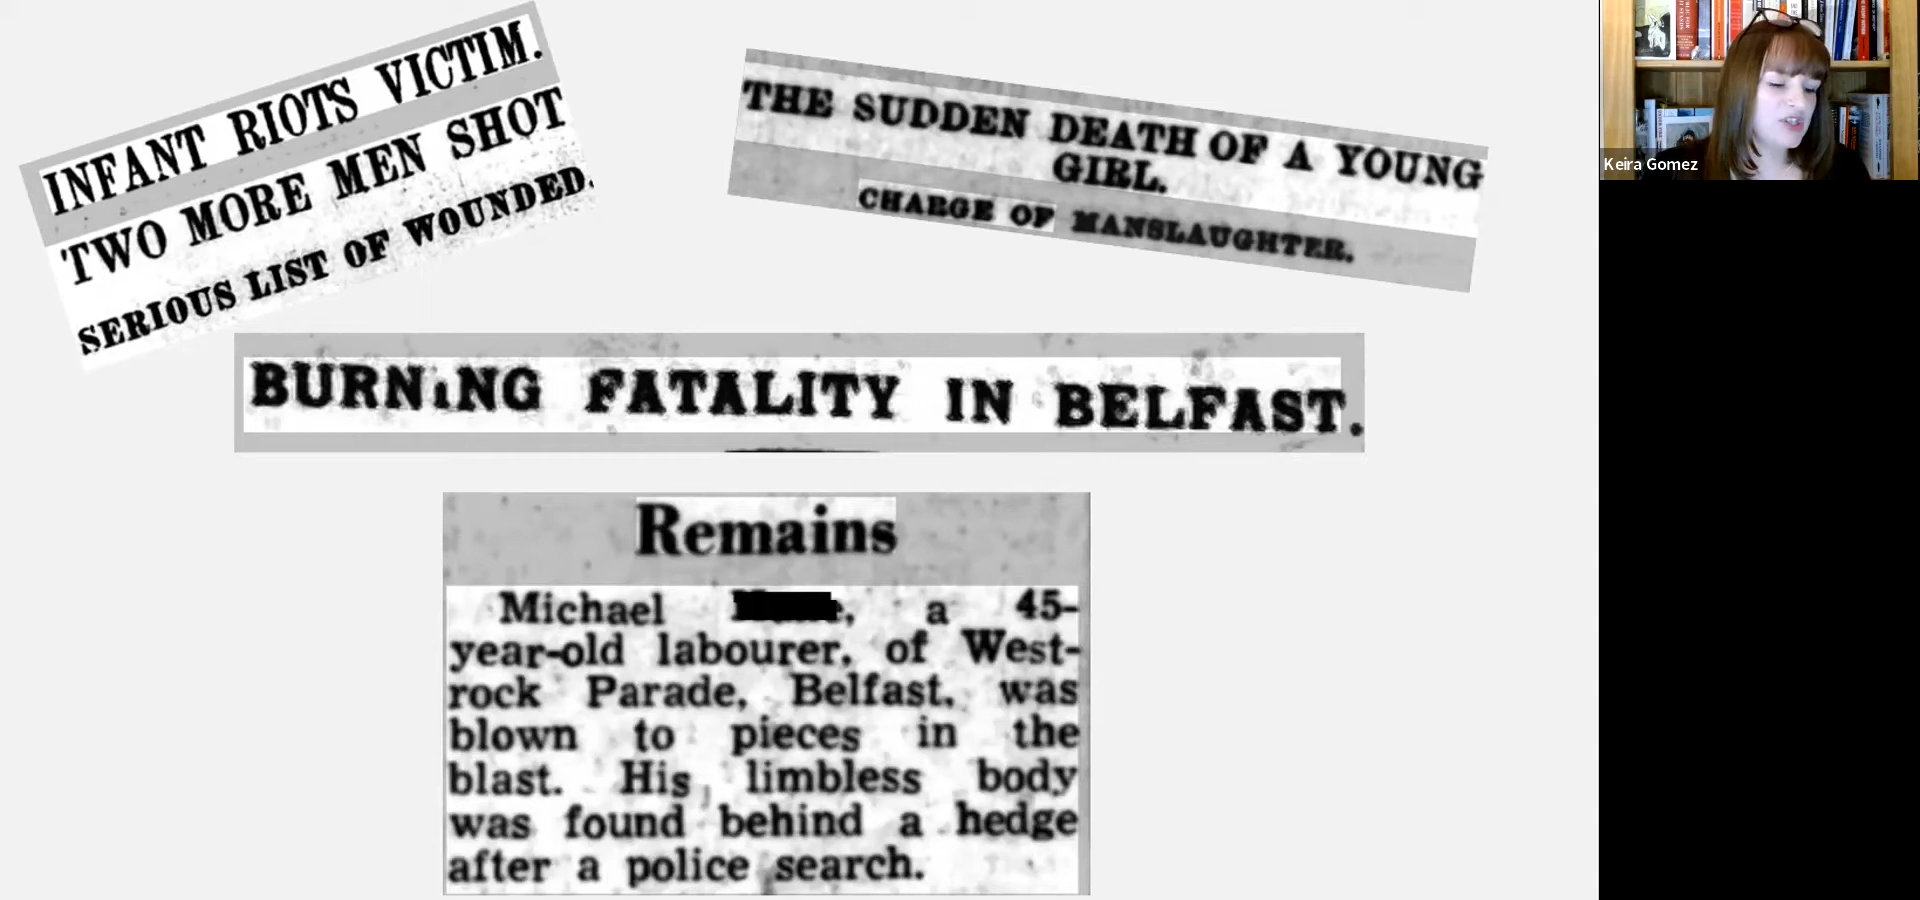 INFANT RIOTS VICTIM.
TWO MORE MEN SHOT
SERIOUS LIST OF WOUNDED.
THE SUDDEN DEATH OF A YOUNG
GIRL.
CHARGE OF MANSLAUGHTER.
BURNING FATALITY IN BELFAST.
Remains
Michael , a 45-
year-old labourer, of West-
rock Parade, Belfast, was
blown to pieces in the
blast. His limbless body
was found behind a hedge
after a police search.
Keira Gomez